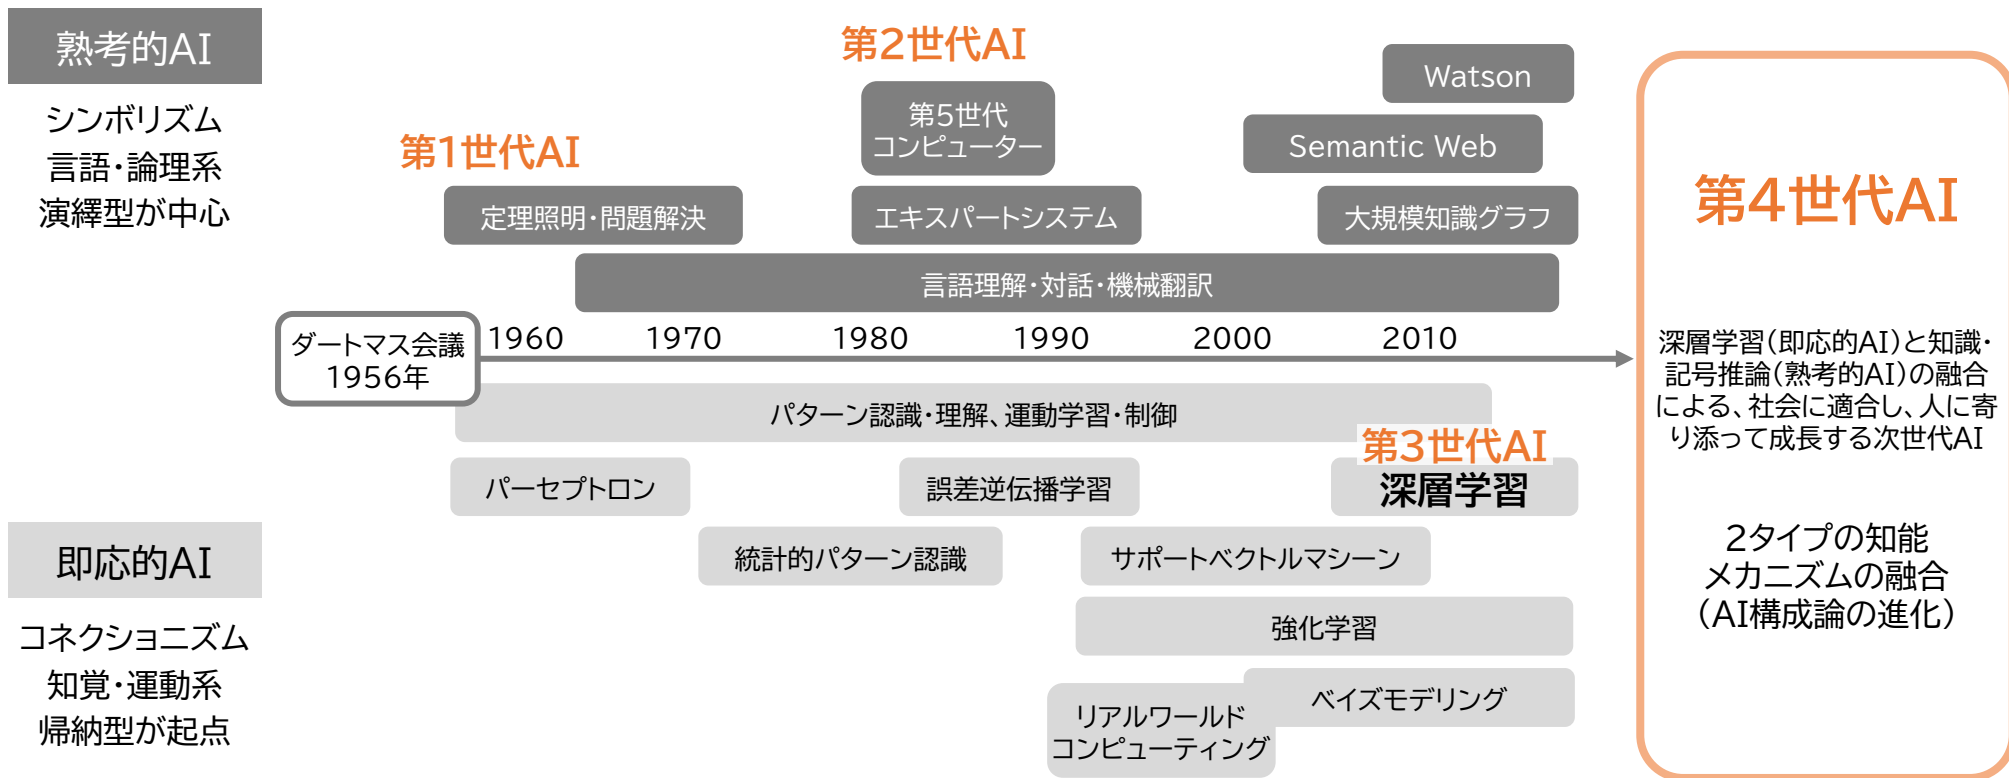 熟考的AI
シンボリズム
言語・論理系
演繹型が中心
第1世代AI
第2世代AI
第5世代
コンピューター
Watson
Semantic Web
定理照明・問題解決
エキスパートシステム
大規模知識グラフ
言語理解・対話・機械翻訳
ダートマス会議
1956年
1960
1970
1980
1990
2000
2010
パターン認識・理解、運動学習・制御
第3世代AI
パーセプトロン
誤差逆伝播学習
深層学習
統計的パターン認識
サポートベクトルマシーン
強化学習
ベイズモデリング
リアルワールド
コンピューティング
即応的AI
コネクショニズム
知覚・運動系
帰納型が起点
第4世代AI
深層学習(即応的AI)と知識・
記号推論(熟考的AI)の融合
による、社会に適合し、人に寄
り添って成長する次世代AI
2タイプの知能
メカニズムの融合
(AI構成論の進化)